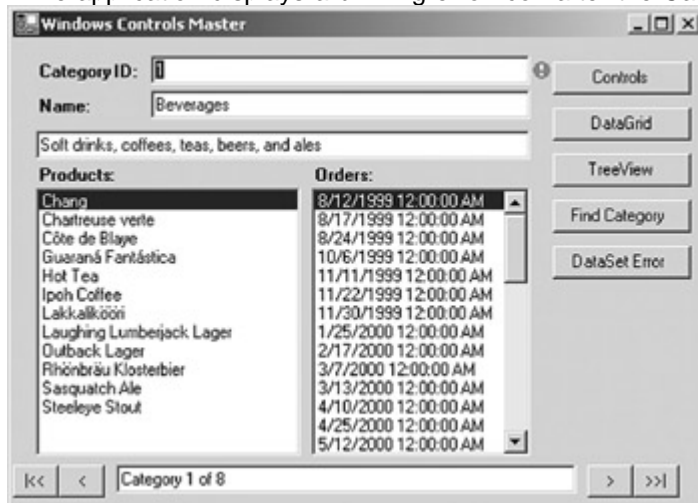 Windows Controls Master
Category ID: 1
Controls
Name: Beverages
DataGrid
Soft drinks, coffees, teas, beers, and ales
TreeView
Find Category
DataSet Error
Products:
Chang
Chartreuse verte
Côte de Blaye
Guaraná Fantástica
Hot Tea
Ipoh Coffee
Lakkalikööri
Laughing Lumberjack Lager
Outback Lager
Rhönbräu Klosterbier
Sasquatch Ale
Steeleye Stout
Orders:
8/12/1999 12:00:00 AM
8/17/1999 12:00:00 AM
8/24/1999 12:00:00 AM
10/6/1999 12:00:00 AM
11/11/1999 12:00:00 AM
11/22/1999 12:00:00 AM
11/30/1999 12:00:00 AM
1/25/2000 12:00:00 AM
2/17/2000 12:00:00 AM
3/7/2000 12:00:00 AM
3/13/2000 12:00:00 AM
4/10/2000 12:00:00 AM
4/25/2000 12:00:00 AM
5/12/2000 12:00:00 AM
|<< < Category 1 of 8 > >>|